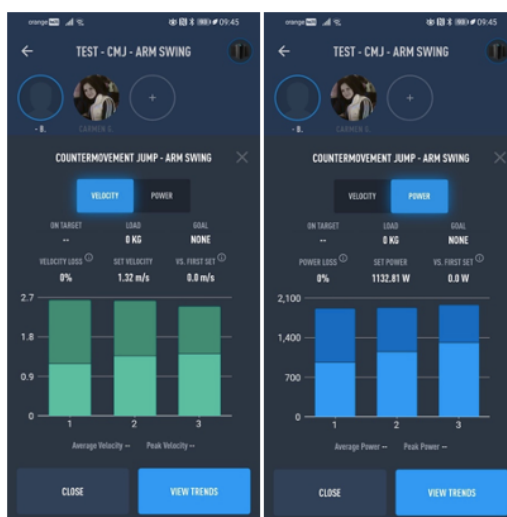 orange 09:45
TEST - CMJ - ARM SWING
- B. CARMEN G.
COUNTERMOVEMENT JUMP - ARM SWING
VELOCITY POWER
ON TARGET LOAD GOAL
-- 0 KG NONE
VELOCITY LOSS SET VELOCITY VS. FIRST SET
0% 1.32 m/s 0.0 m/s
2.7
1.8
0.9
0
1 2 3
Average Velocity -- Peak Velocity --
CLOSE VIEW TRENDS
orange 09:45
TEST - CMJ - ARM SWING
- B. CARMEN G.
COUNTERMOVEMENT JUMP - ARM SWING
VELOCITY POWER
ON TARGET LOAD GOAL
-- 0 KG NONE
POWER LOSS SET POWER VS. FIRST SET
0% 1132.81 W 0.0 W
2,100
1,400
700
0
1 2 3
Average Power -- Peak Power --
CLOSE VIEW TRENDS